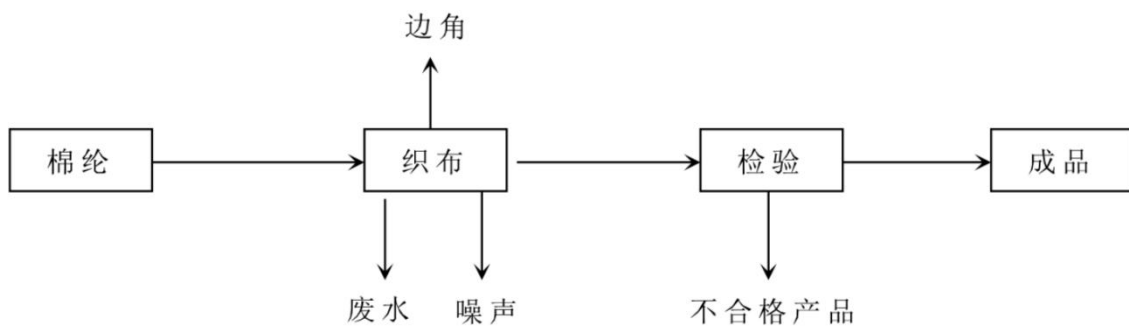 边角
棉纶
织布
检验
成品
废水
噪声
不合格产品